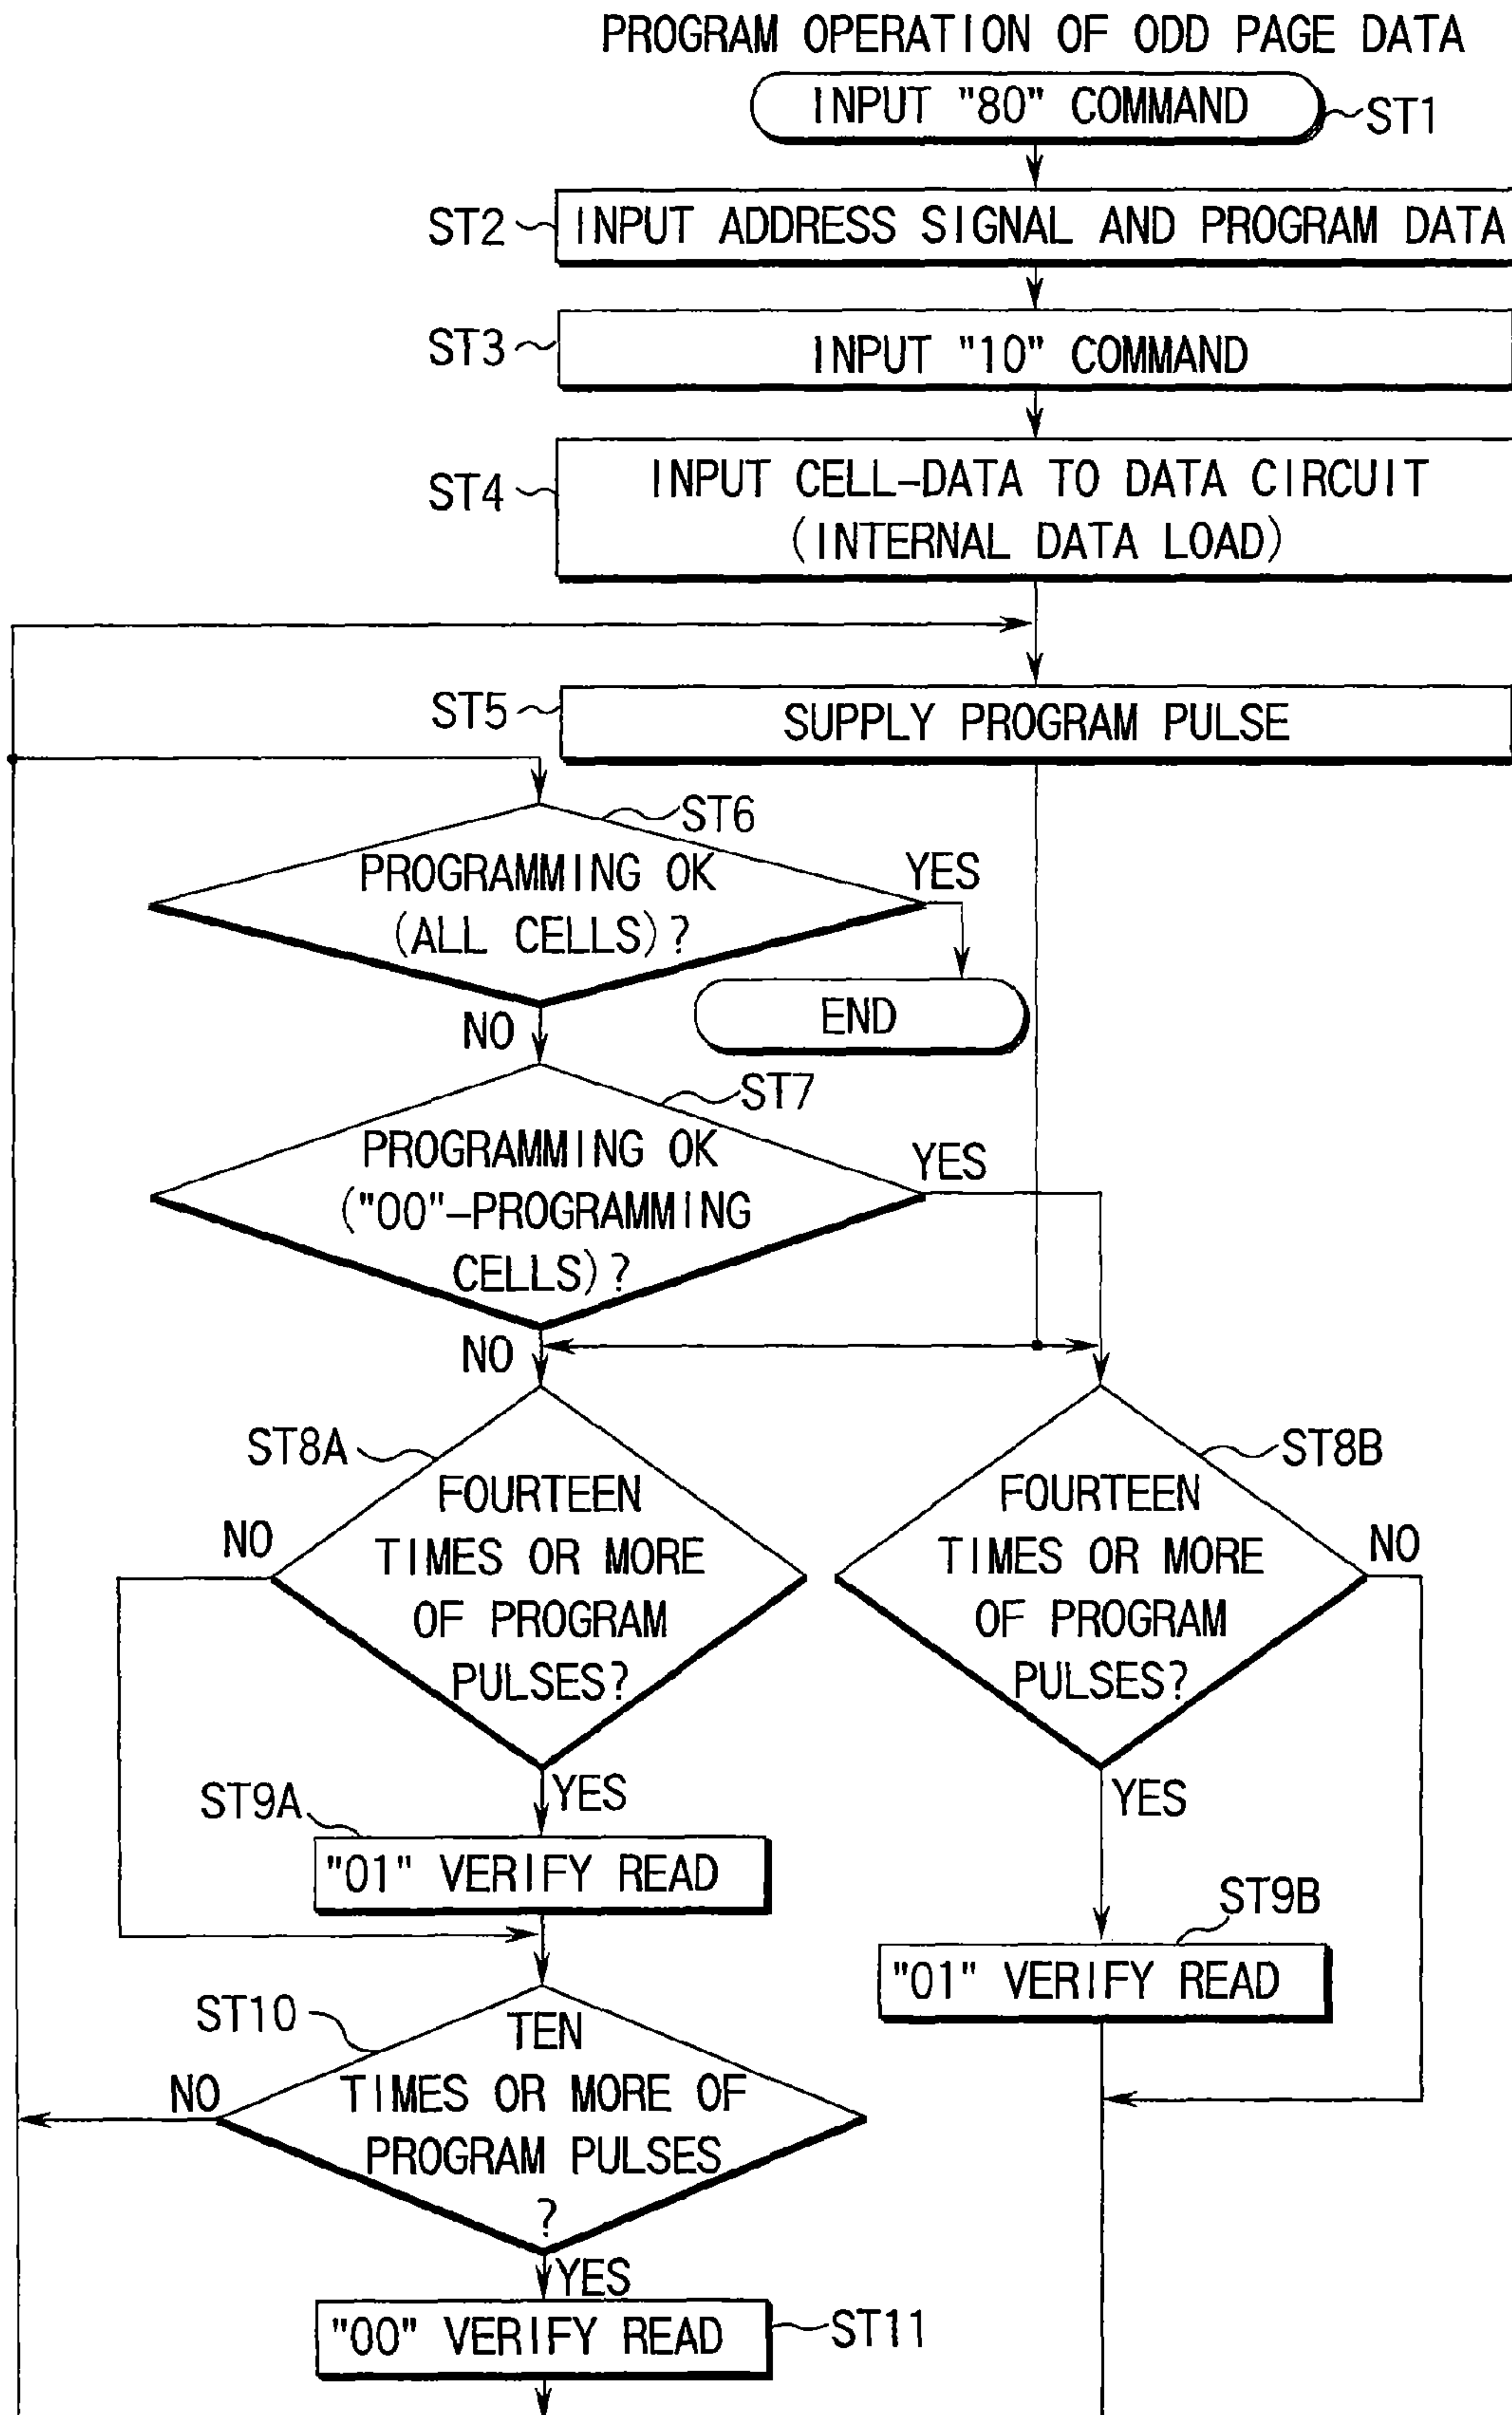 PROGRAM OPERATION OF ODD PAGE DATA
INPUT "80" COMMAND
ST1
ST2
INPUT ADDRESS SIGNAL AND PROGRAM DATA
ST3
INPUT "10" COMMAND
ST4
INPUT CELL-DATA TO DATA CIRCUIT
(INTERNAL DATA LOAD)
ST5
SUPPLY PROGRAM PULSE
ST6
PROGRAMMING OK
(ALL CELLS)?
YES
END
NO
ST7
PROGRAMMING OK
("00"-PROGRAMMING
CELLS)?
YES
NO
ST8A
FOURTEEN
TIMES OR MORE
OF PROGRAM
PULSES?
NO
YES
ST8B
FOURTEEN
TIMES OR MORE
OF PROGRAM
PULSES?
NO
YES
ST9A
"01" VERIFY READ
ST9B
"01" VERIFY READ
ST10
TEN
TIMES OR MORE OF
PROGRAM PULSES
?
NO
YES
"00" VERIFY READ
ST11